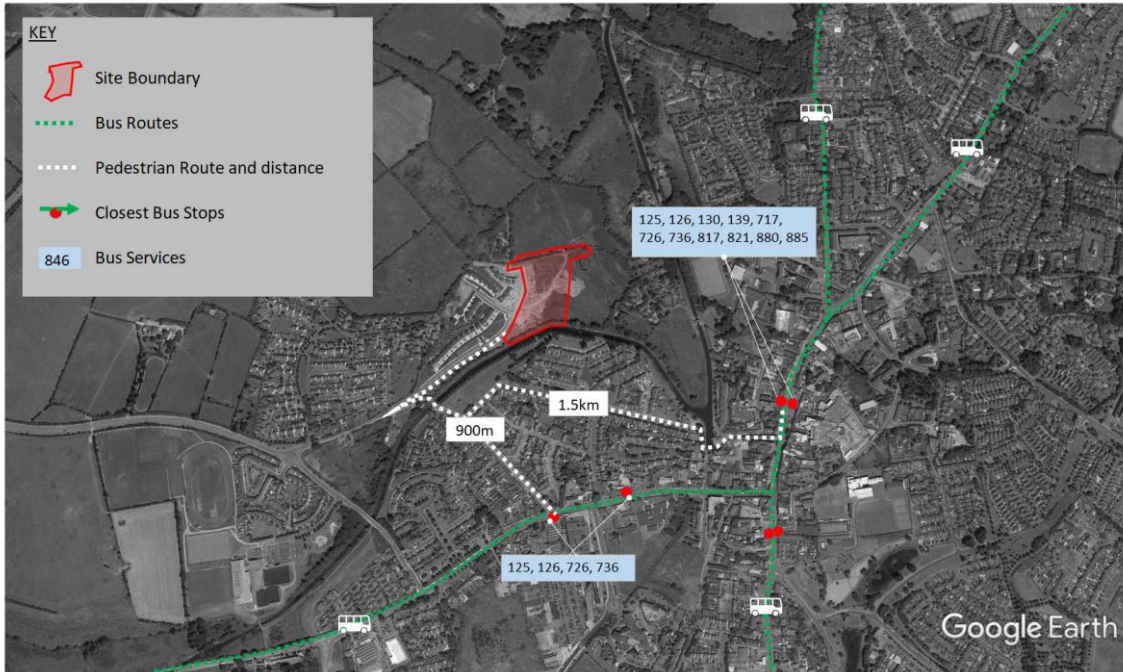 KEY
Site Boundary
Bus Routes
Pedestrian Route and distance
Closest Bus Stops
846 Bus Services
125, 126, 130, 139, 717,
726, 736, 817, 821, 880, 885
1.5km
900m
125, 126, 726, 736
Google Earth